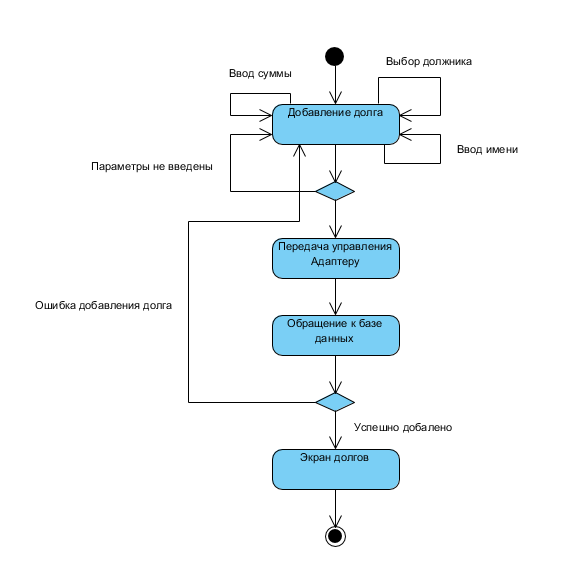 Выбор должника
Ввод суммы
Добавление долга
Ввод имени
Параметры не введены
Передача управления
Адаптеру
Ошибка добавления долга
Обращение к базе
данных
Успешно добалено
Экран долгов